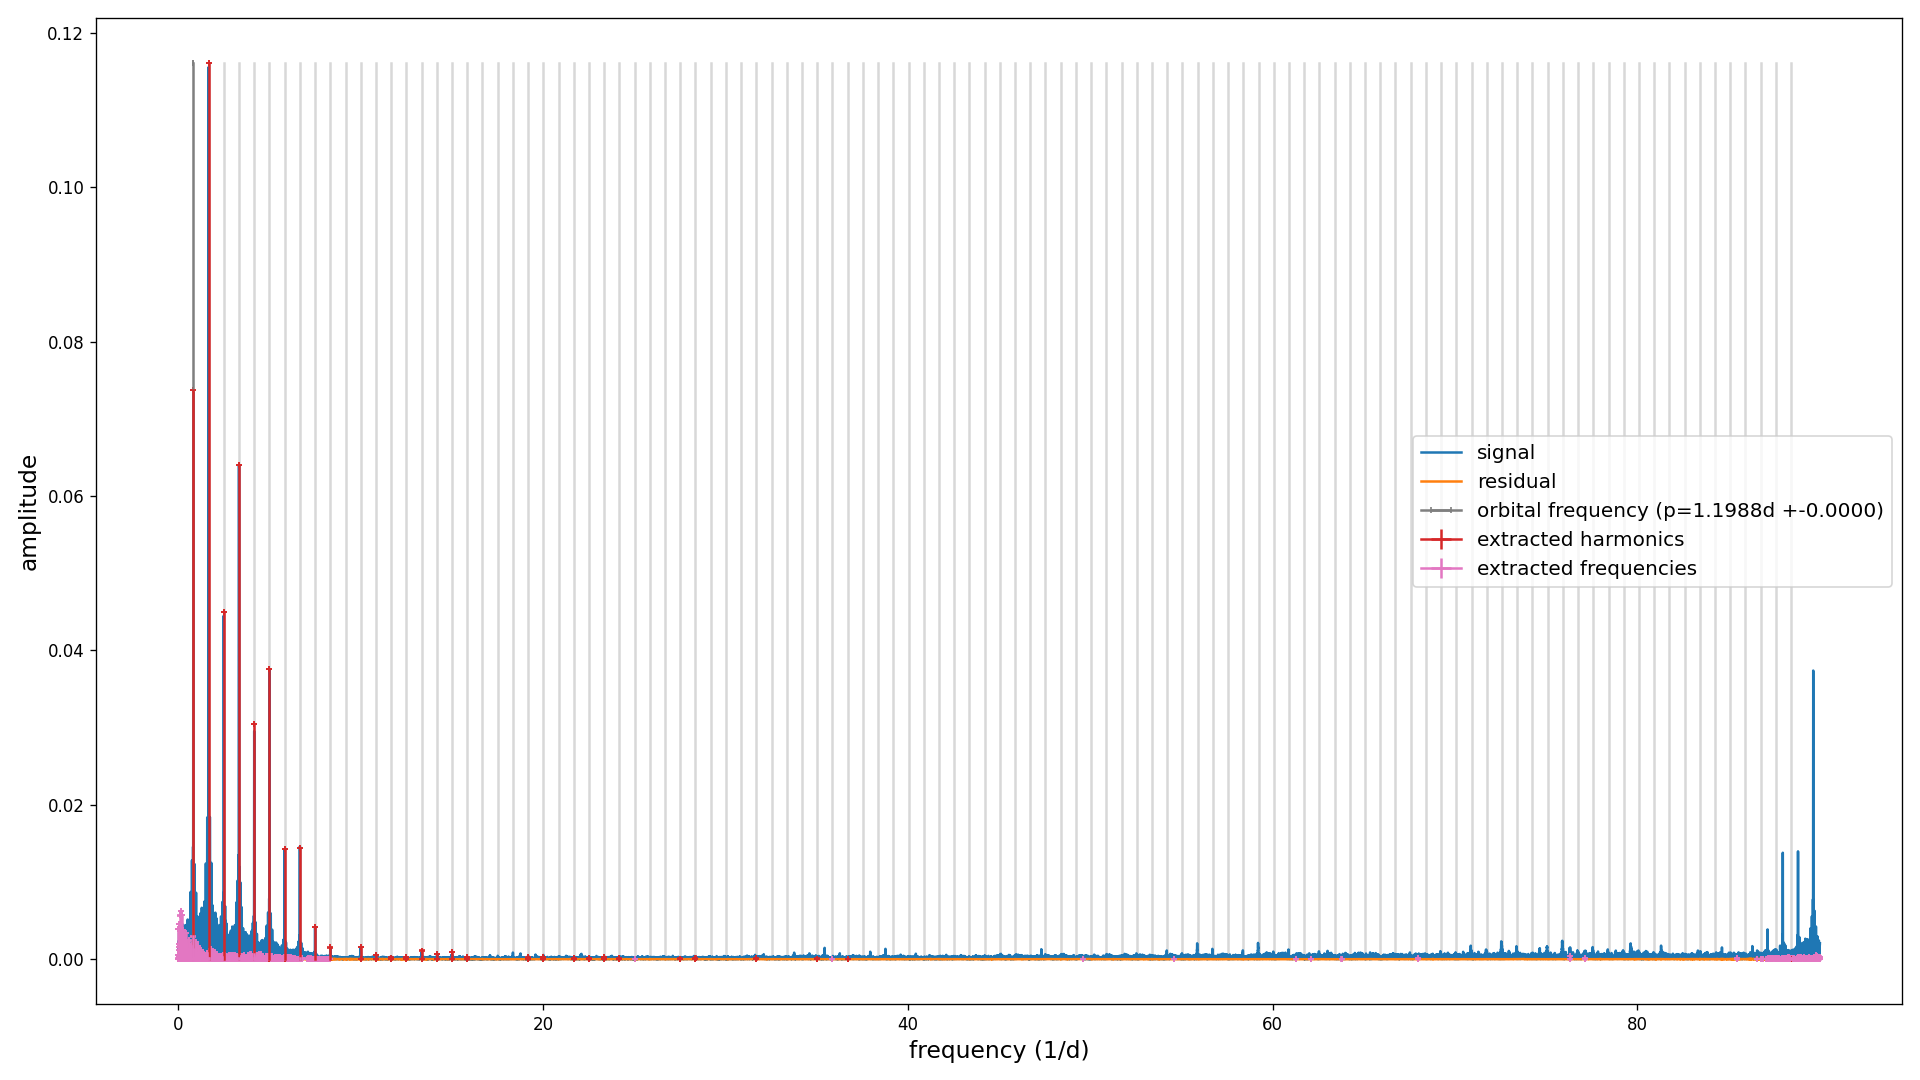 0.12
0.10
0.08
0.06
0.04
0.02
0.00
amplitude
signal
residual
orbital frequency (p=1.1988d +-0.0000)
extracted harmonics
extracted frequencies
0 20 40 60 80
frequency (1/d)